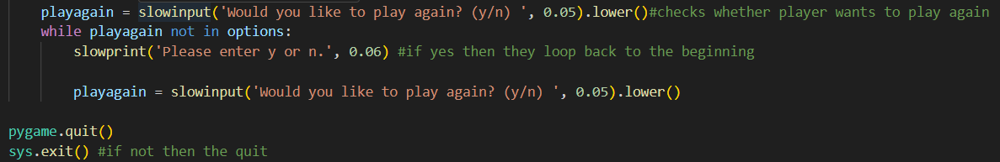 playagain = slowinput('Would you like to play again? (y/n) ', 0.05).lower()#checks whether player wants to play again
while playagain not in options:
slowprint('Please enter y or n.', 0.06) #if yes then they loop back to the beginning
playagain = slowinput('Would you like to play again? (y/n) ', 0.05).lower()
pygame.quit()
sys.exit() #if not then the quit